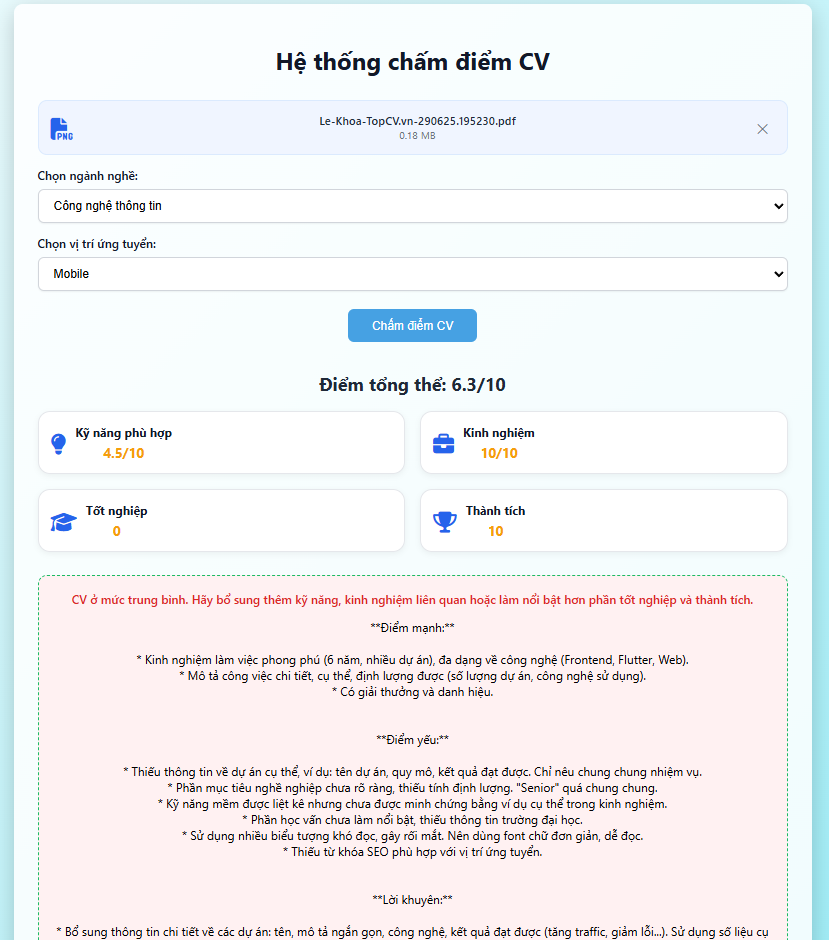 Hệ thống chấm điểm CV
Le-Khoa-TopCV.vn-290625.195230.pdf
0.18 MB
PNG
Chọn ngành nghề:
Công nghệ thông tin
Chọn vị trí ứng tuyển:
Mobile
Chấm điểm CV
Điểm tổng thể: 6.3/10
Kỹ năng phù hợp
4.5/10
Kinh nghiệm
10/10
Tốt nghiệp
0
Thành tích
10
CV ở mức trung bình. Hãy bổ sung thêm kỹ năng, kinh nghiệm liên quan hoặc làm nổi bật hơn phần tốt nghiệp và thành tích.
**Điểm mạnh:**
* Kinh nghiệm làm việc phong phú (6 năm, nhiều dự án), đa dạng về công nghệ (Frontend, Flutter, Web).
* Mô tả công việc chi tiết, cụ thể, định lượng được (số lượng dự án, công nghệ sử dụng).
* Có giải thưởng và danh hiệu.
**Điểm yếu:**
* Thiếu thông tin về dự án cụ thể, ví dụ: tên dự án, quy mô, kết quả đạt được. Chỉ nêu chung chung nhiệm vụ.
* Phần mục tiêu nghề nghiệp chưa rõ ràng, thiếu tính định lượng. "Senior" quá chung chung.
* Kỹ năng mềm được liệt kê nhưng chưa được minh chứng bằng ví dụ cụ thể trong kinh nghiệm.
* Phần học vấn chưa làm nổi bật, thiếu thông tin trường đại học.
* Sử dụng nhiều biểu tượng khó đọc, gây rối mắt. Nên dùng font chữ đơn giản, dễ đọc.
* Thiếu từ khóa SEO phù hợp với vị trí ứng tuyển.
**Lời khuyên:**
* Bổ sung thông tin chi tiết về các dự án: tên, mô tả ngắn gọn, công nghệ, kết quả đạt được (tăng traffic, giảm lỗi...). Sử dụng số liệu cụ